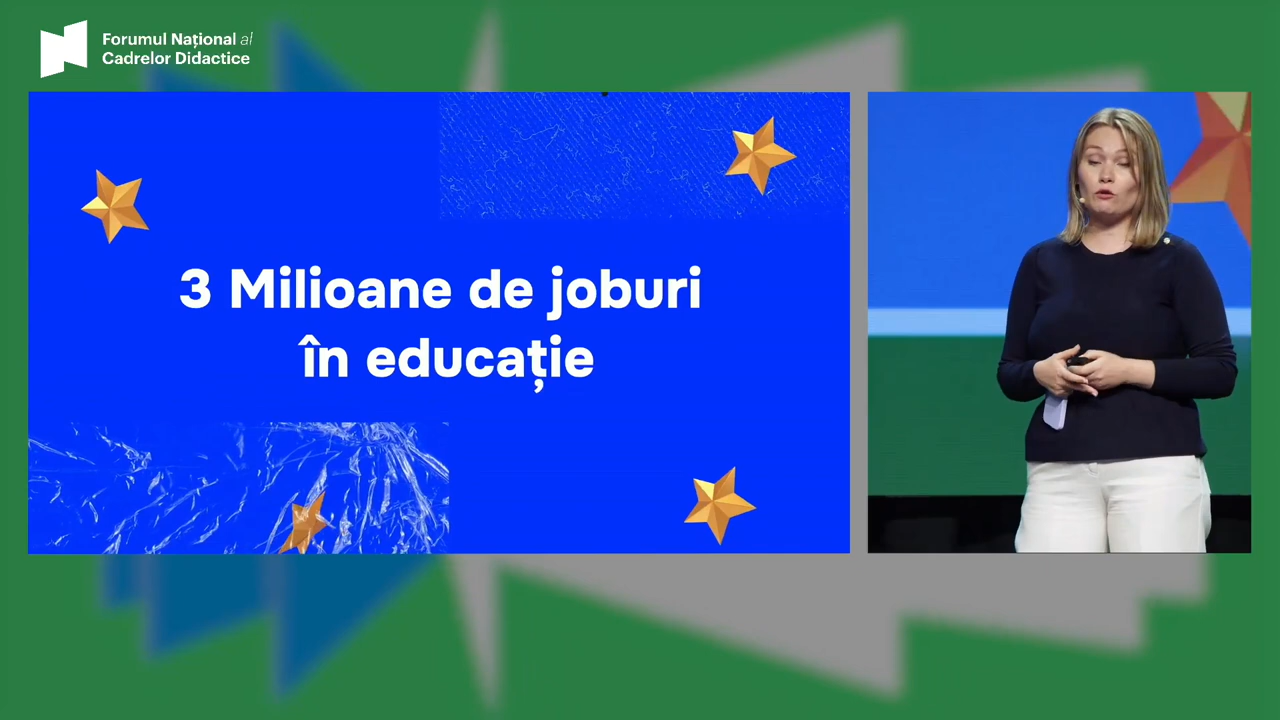 Forumul Național al
Cadrelor Didactice
3 Milioane de joburi
în educație